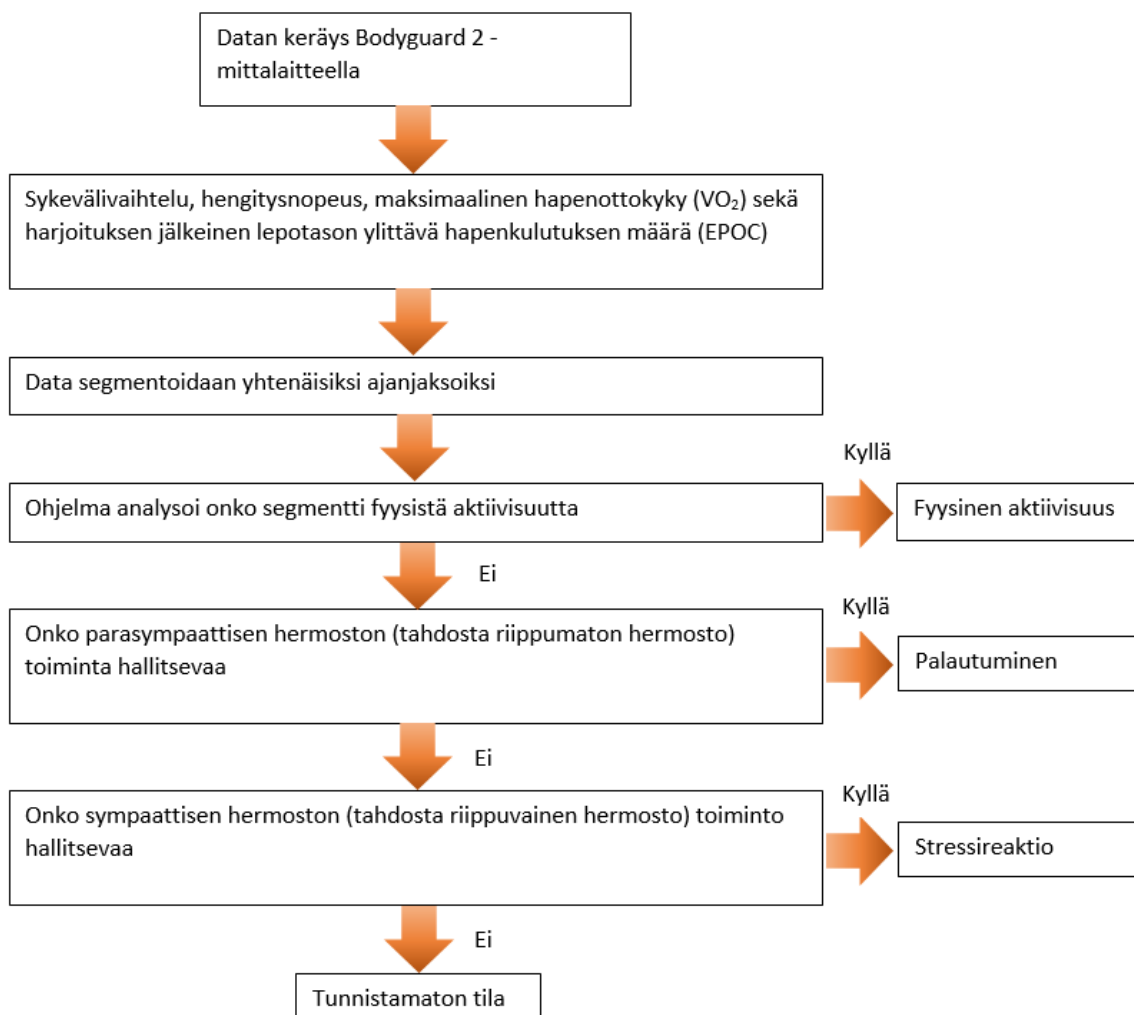 Datan keräys Bodyguard 2 -
mittalaitteella
Sykevälivaihtelu, hengitysnopeus, maksimaalinen hapenottokyky (VO₂) sekä
harjoituksen jälkeinen lepotason ylittävä hapenkulutuksen määrä (EPOC)
Data segmentoidaan yhtenäisiksi ajanjaksoiksi
Kyllä
Ohjelma analysoi onko segmentti fyysistä aktiivisuutta
Fyysinen aktiivisuus
Ei
Kyllä
Onko parasympaattisen hermoston (tahdosta riippumaton hermosto)
toiminta hallitsevaa
Palautuminen
Ei
Kyllä
Onko sympaattisen hermoston (tahdosta riippuvainen hermosto) toiminto
hallitsevaa
Stressireaktio
Ei
Tunnistamaton tila